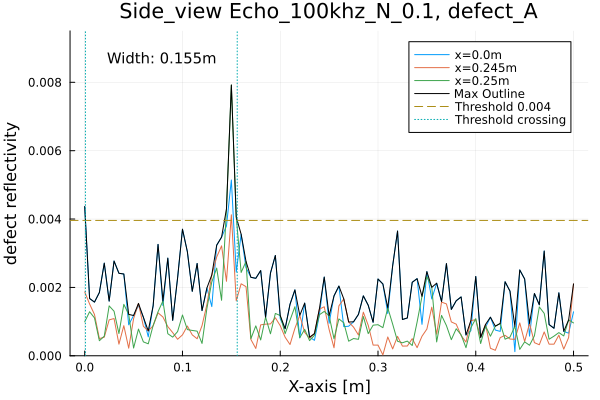 Side_view Echo_100khz_N_0.1, defect_A
Width: 0.155m
x=0.0m
x=0.245m
x=0.25m
Max Outline
Threshold 0.004
Threshold crossing
defect reflectivity
0.008
0.006
0.004
0.002
0.000
0.0 0.1 0.2 0.3 0.4 0.5
X-axis [m]